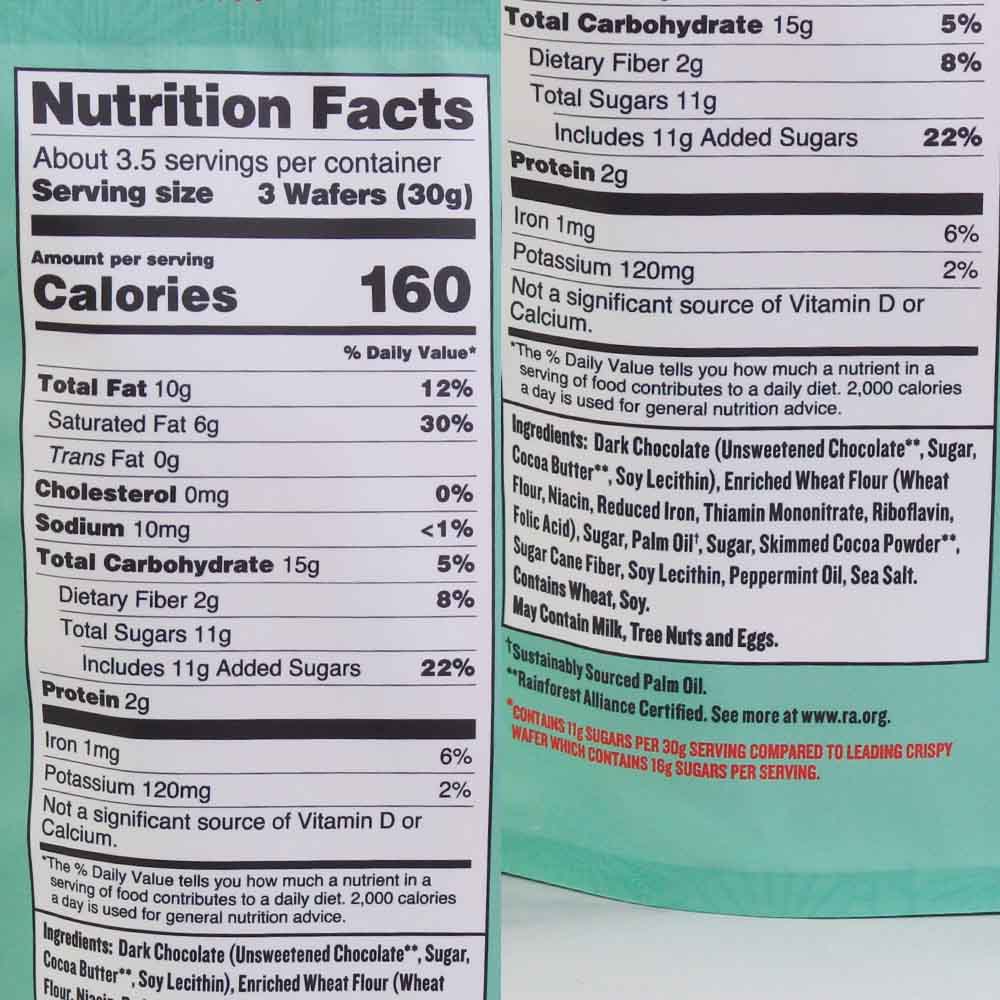 Nutrition Facts
About 3.5 servings per container
Serving size 3 Wafers (30g)
Amount per serving
Calories 160
% Daily Value*
Total Fat 10g 12%
Saturated Fat 6g 30%
Trans Fat 0g
Cholesterol 0mg 0%
Sodium 10mg <1%
Total Carbohydrate 15g 5%
Dietary Fiber 2g 8%
Total Sugars 11g
Includes 11g Added Sugars 22%
Protein 2g
Iron 1mg 6%
Potassium 120mg 2%
Not a significant source of Vitamin D or
Calcium.
*The % Daily Value tells you how much a nutrient in a
serving of food contributes to a daily diet. 2,000 calories
a day is used for general nutrition advice.
Ingredients: Dark Chocolate (Unsweetened Chocolate**, Sugar,
Cocoa Butter**, Soy Lecithin), Enriched Wheat Flour (Wheat
Flour,
Total Carbohydrate 15g 5%
Dietary Fiber 2g 8%
Total Sugars 11g
Includes 11g Added Sugars 22%
Protein 2g
Iron 1mg 6%
Potassium 120mg 2%
Not a significant source of Vitamin D or
Calcium.
*The % Daily Value tells you how much a nutrient in a
serving of food contributes to a daily diet. 2,000 calories
a day is used for general nutrition advice.
Ingredients: Dark Chocolate (Unsweetened Chocolate**, Sugar,
Cocoa Butter**, Soy Lecithin), Enriched Wheat Flour (Wheat
Flour, Niacin, Reduced Iron, Thiamin Mononitrate, Riboflavin,
Folic Acid), Sugar, Palm Oil†, Sugar, Skimmed Cocoa Powder**,
Sugar Cane Fiber, Soy Lecithin, Peppermint Oil, Sea Salt.
Contains Wheat, Soy.
May Contain Milk, Tree Nuts and Eggs.
†Sustainably Sourced Palm Oil.
**Rainforest Alliance Certified. See more at www.ra.org.
*CONTAINS 11g SUGARS PER 30g SERVING COMPARED TO LEADING CRISPY
WAFER WHICH CONTAINS 16g SUGARS PER SERVING.